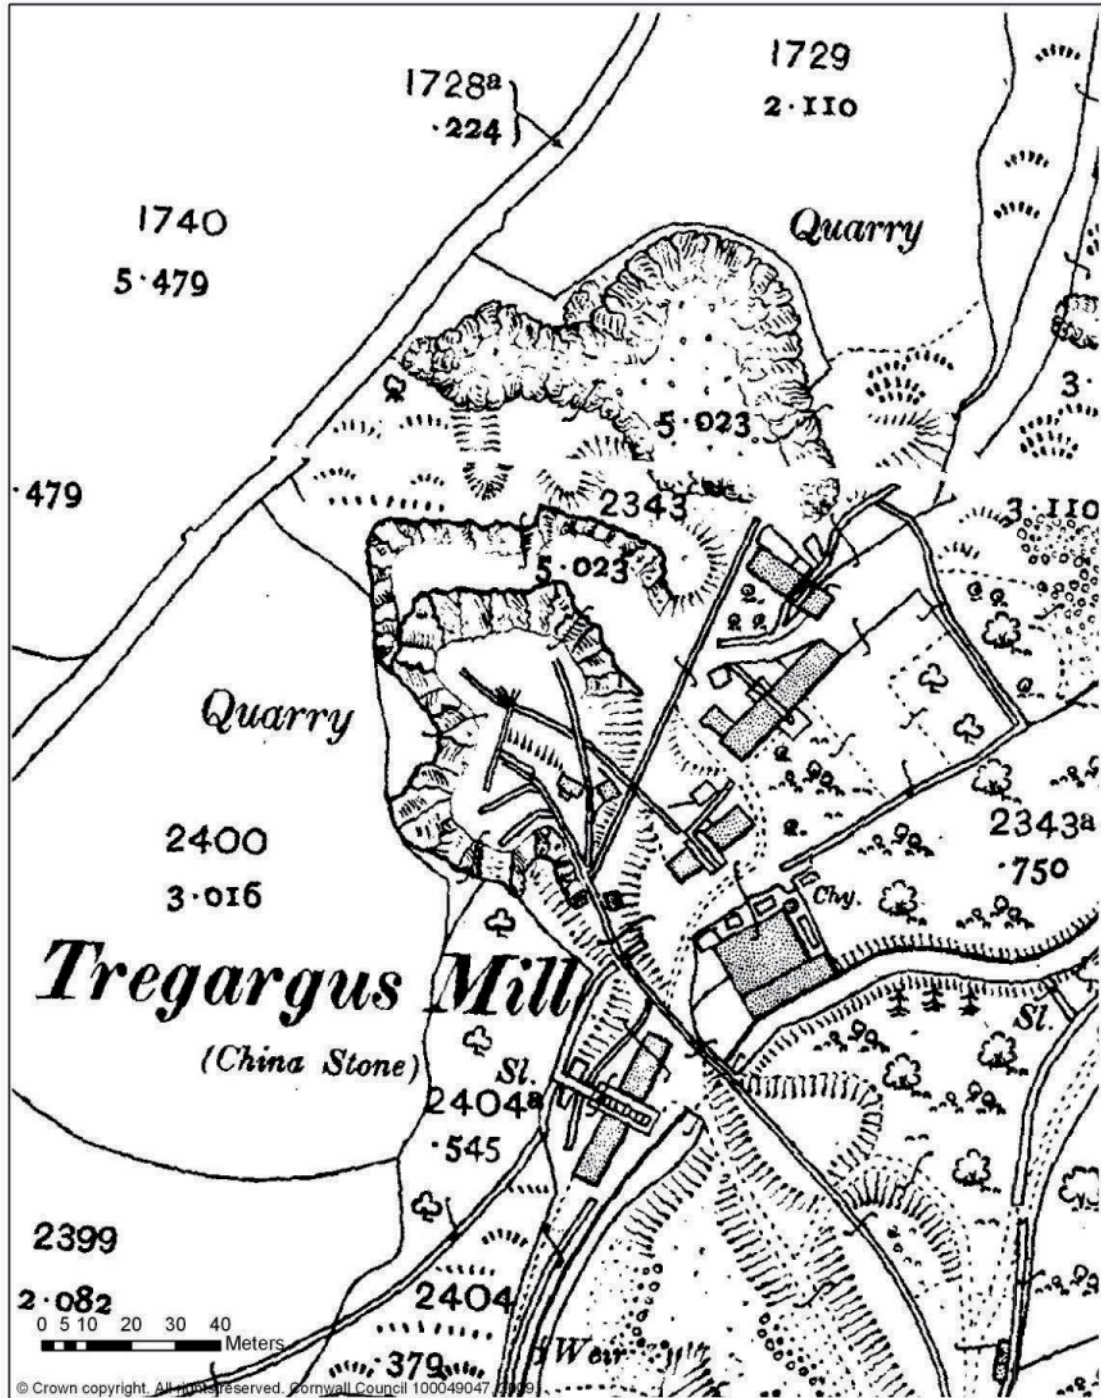 1728ª
·224
1729
2·110
1740
5·479
Quarry
5·023
3·
·479
2343
3·110
5·023
Quarry
2400
3·016
2343ª
·750
Chy.
Tregargus Mill
(China Stone)
Sl.
Sl.
2404ª
·545
2399
2·082
2404
·379
Weir
0 5 10 20 30 40
Meters
© Crown copyright. All rights reserved. Cornwall Council 100049047, 2009.